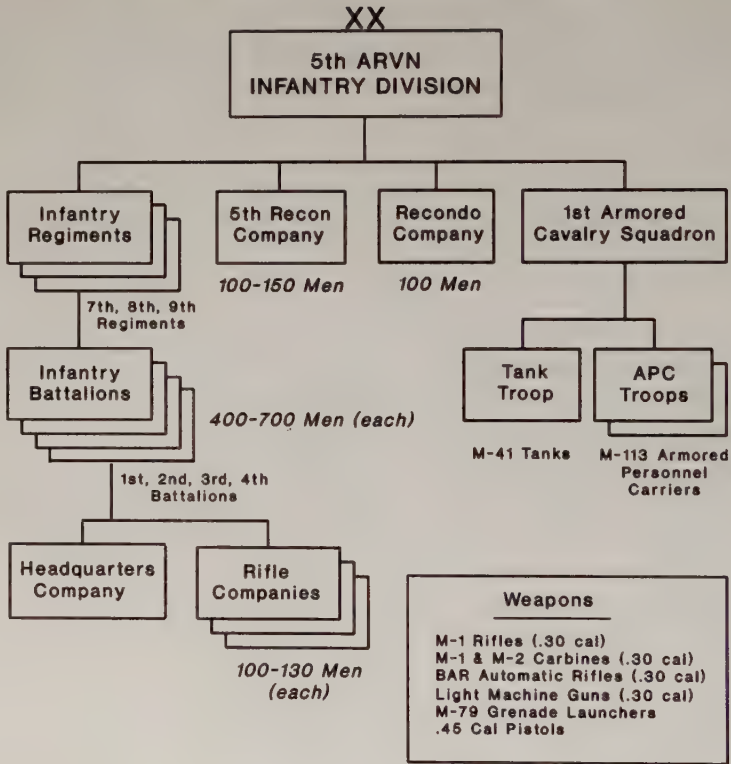 XX
5th ARVN
INFANTRY DIVISION
Infantry
Regiments
5th Recon
Company
Recondo
Company
1st Armored
Cavalry Squadron
100-150 Men
100 Men
7th, 8th, 9th
Regiments
Infantry
Battalions
400-700 Men (each)
Tank
Troop
APC
Troops
M-41 Tanks
M-113 Armored
Personnel
Carriers
1st, 2nd, 3rd, 4th
Battalions
Headquarters
Company
Rifle
Companies
100-130 Men
(each)
Weapons
M-1 Rifles (.30 cal)
M-1 & M-2 Carbines (.30 cal)
BAR Automatic Rifles (.30 cal)
Light Machine Guns (.30 cal)
M-79 Grenade Launchers
.45 Cal Pistols